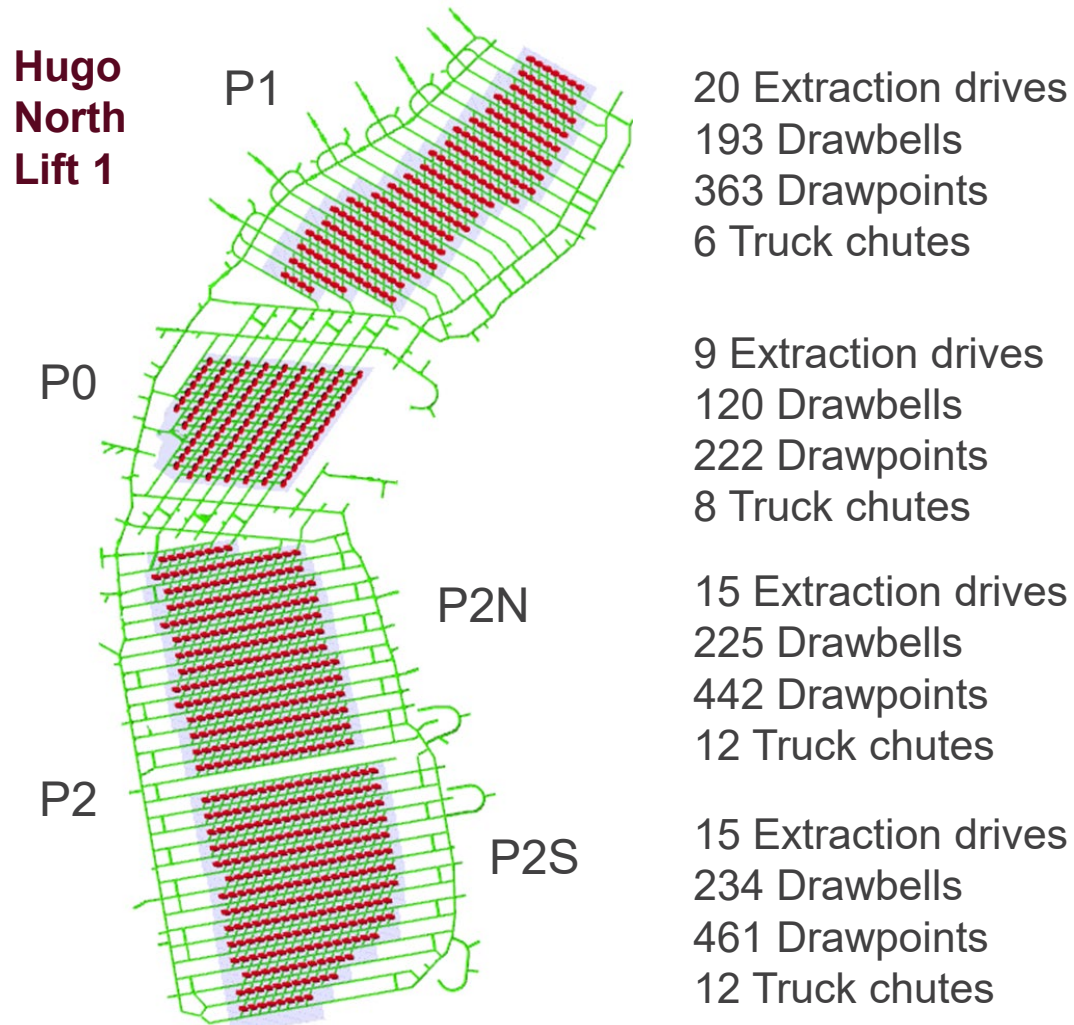 Hugo
North
Lift 1
P1
20 Extraction drives
193 Drawbells
363 Drawpoints
6 Truck chutes
P0
9 Extraction drives
120 Drawbells
222 Drawpoints
8 Truck chutes
P2N
15 Extraction drives
225 Drawbells
442 Drawpoints
12 Truck chutes
P2
P2S
15 Extraction drives
234 Drawbells
461 Drawpoints
12 Truck chutes